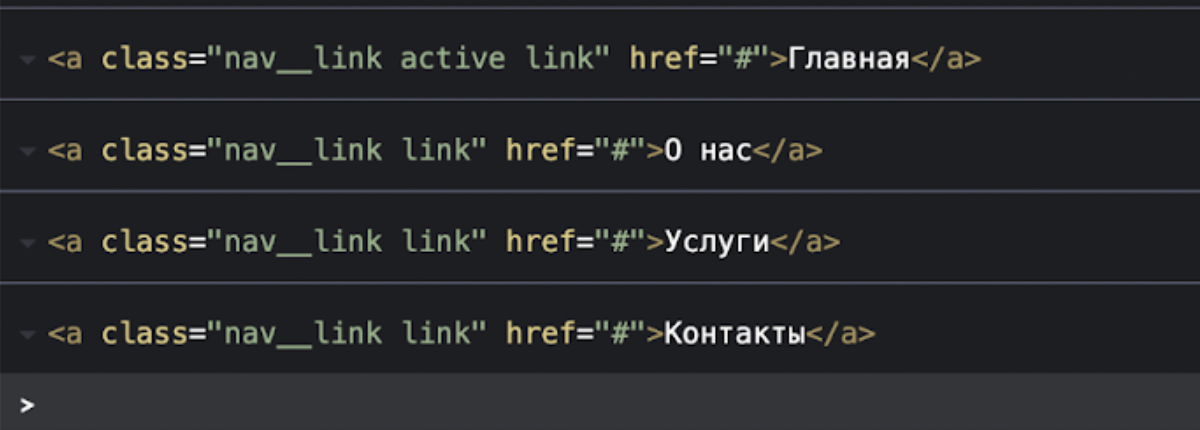 <a class="nav__link active link" href="#">Главная</a>
<a class="nav__link link" href="#">О нас</a>
<a class="nav__link link" href="#">Услуги</a>
<a class="nav__link link" href="#">Контакты</a>
>